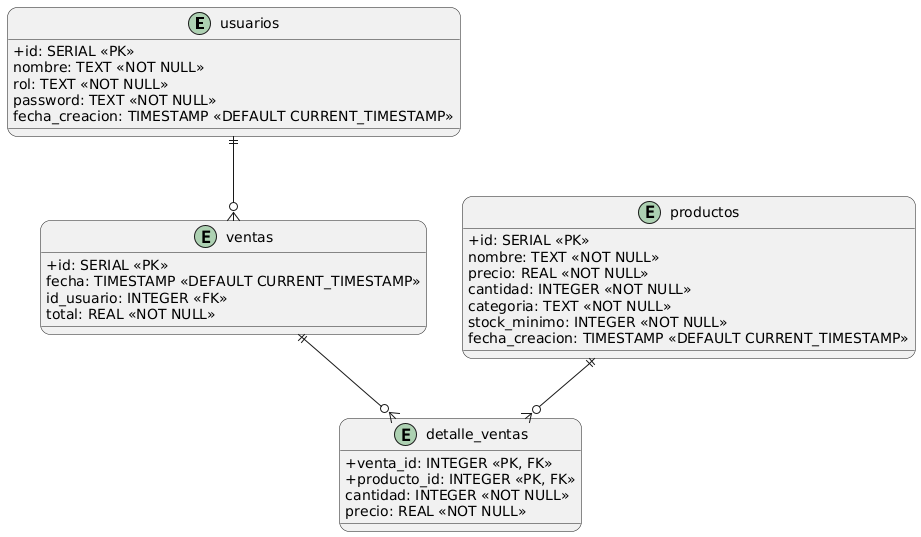 E usuarios
+id: SERIAL «PK»
nombre: TEXT «NOT NULL»
rol: TEXT «NOT NULL»
password: TEXT «NOT NULL»
fecha_creacion: TIMESTAMP «DEFAULT CURRENT_TIMESTAMP»
E ventas
+id: SERIAL «PK»
fecha: TIMESTAMP «DEFAULT CURRENT_TIMESTAMP»
id_usuario: INTEGER «FK»
total: REAL «NOT NULL»
E productos
+id: SERIAL «PK»
nombre: TEXT «NOT NULL»
precio: REAL «NOT NULL»
cantidad: INTEGER «NOT NULL»
categoria: TEXT «NOT NULL»
stock_minimo: INTEGER «NOT NULL»
fecha_creacion: TIMESTAMP «DEFAULT CURRENT_TIMESTAMP»
E detalle_ventas
+venta_id: INTEGER «PK, FK»
+producto_id: INTEGER «PK, FK»
cantidad: INTEGER «NOT NULL»
precio: REAL «NOT NULL»